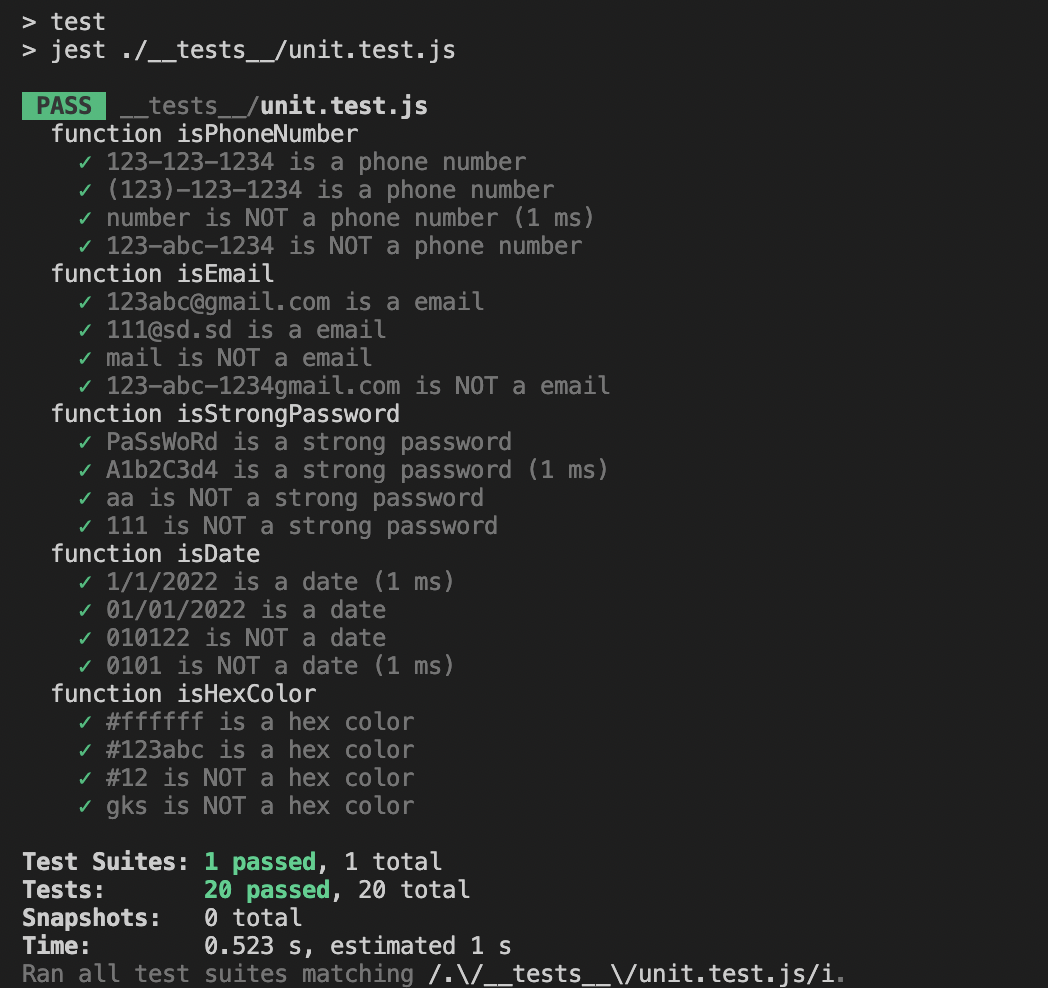 > test
> jest ./__tests__/unit.test.js
PASS __tests__/unit.test.js
function isPhoneNumber
✓ 123-123-1234 is a phone number
✓ (123)-123-1234 is a phone number
✓ number is NOT a phone number (1 ms)
✓ 123-abc-1234 is NOT a phone number
function isEmail
✓ 123abc@gmail.com is a email
✓ 111@sd.sd is a email
✓ mail is NOT a email
✓ 123-abc-1234gmail.com is NOT a email
function isStrongPassword
✓ PaSsWoRd is a strong password
✓ A1b2C3d4 is a strong password (1 ms)
✓ aa is NOT a strong password
✓ 111 is NOT a strong password
function isDate
✓ 1/1/2022 is a date (1 ms)
✓ 01/01/2022 is a date
✓ 010122 is NOT a date
✓ 0101 is NOT a date (1 ms)
function isHexColor
✓ #ffffff is a hex color
✓ #123abc is a hex color
✓ #12 is NOT a hex color
✓ gks is NOT a hex color
Test Suites: 1 passed, 1 total
Tests: 20 passed, 20 total
Snapshots: 0 total
Time: 0.523 s, estimated 1 s
Ran all test suites matching /.\/__tests__\/unit.test.js/i.